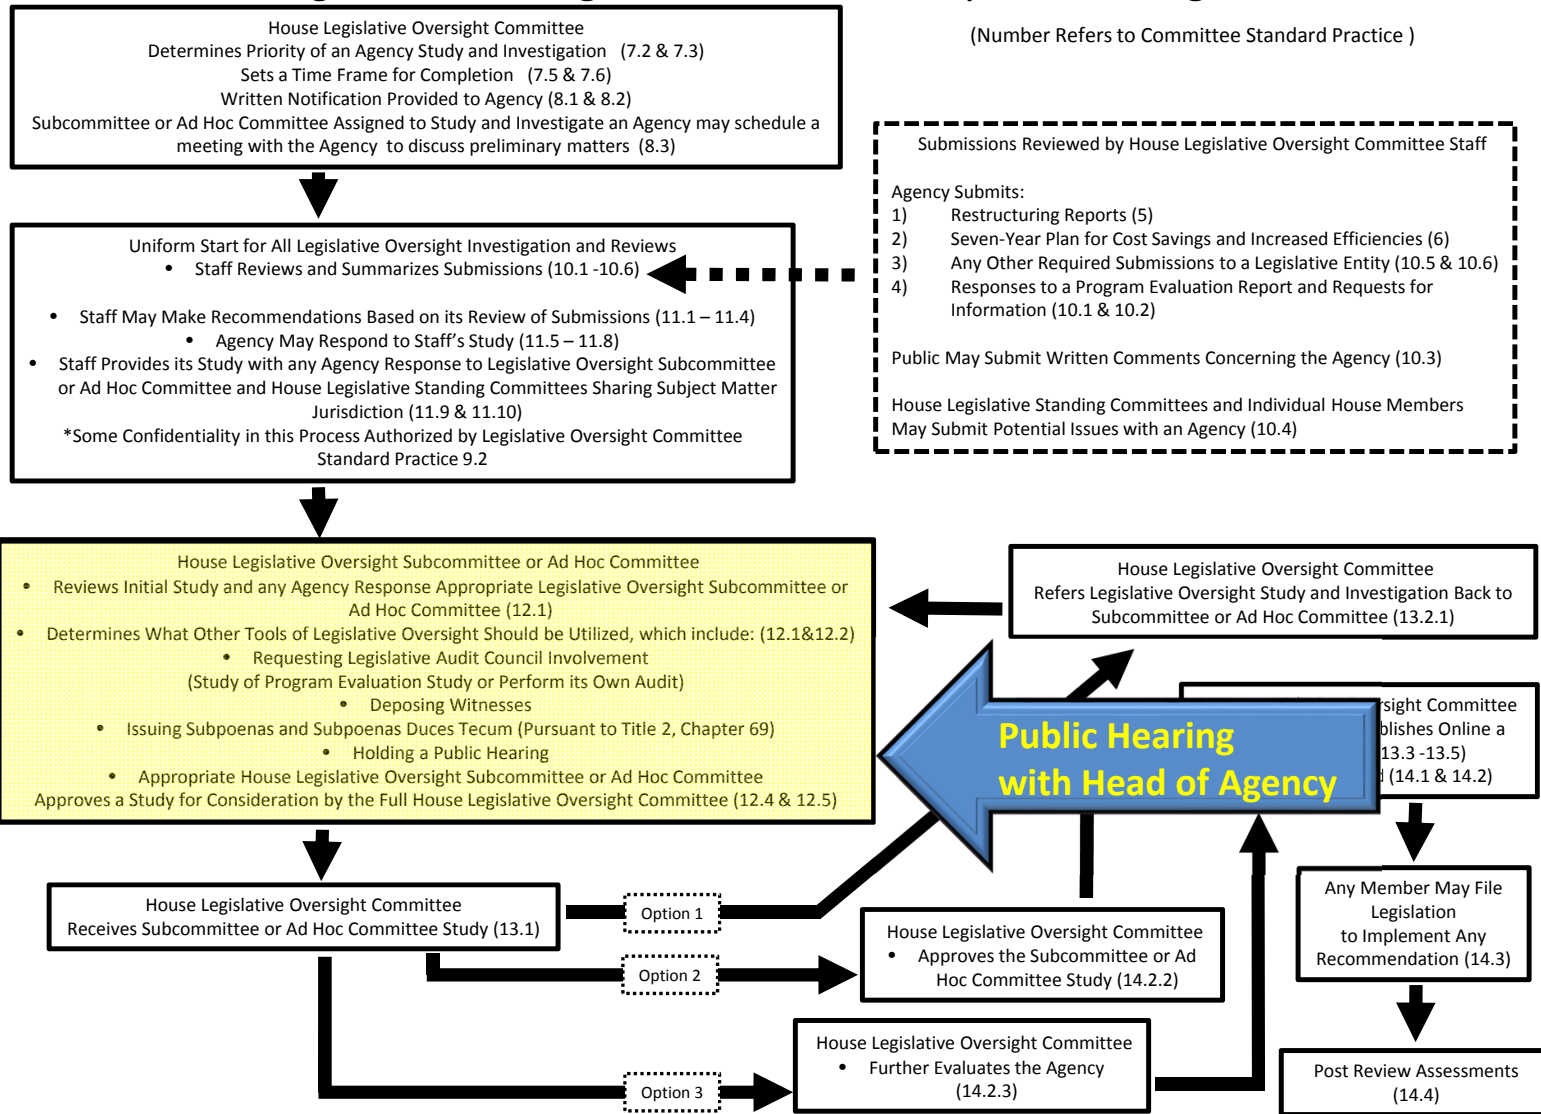 House Legislative Oversight Committee
Determines Priority of an Agency Study and Investigation (7.2 & 7.3)
Sets a Time Frame for Completion (7.5 & 7.6)
Written Notification Provided to Agency (8.1 & 8.2)
Subcommittee or Ad Hoc Committee Assigned to Study and Investigate an Agency may schedule a
meeting with the Agency to discuss preliminary matters (8.3)
(Number Refers to Committee Standard Practice )
Submissions Reviewed by House Legislative Oversight Committee Staff
Agency Submits:
1) Restructuring Reports (5)
2) Seven-Year Plan for Cost Savings and Increased Efficiencies (6)
3) Any Other Required Submissions to a Legislative Entity (10.5 & 10.6)
4) Responses to a Program Evaluation Report and Requests for
Information (10.1 & 10.2)
Public May Submit Written Comments Concerning the Agency (10.3)
House Legislative Standing Committees and Individual House Members
May Submit Potential Issues with an Agency (10.4)
Uniform Start for All Legislative Oversight Investigation and Reviews
• Staff Reviews and Summarizes Submissions (10.1 -10.6)
• Staff May Make Recommendations Based on its Review of Submissions (11.1 – 11.4)
• Agency May Respond to Staff's Study (11.5 – 11.8)
• Staff Provides its Study with any Agency Response to Legislative Oversight Subcommittee
or Ad Hoc Committee and House Legislative Standing Committees Sharing Subject Matter
Jurisdiction (11.9 & 11.10)
*Some Confidentiality in this Process Authorized by Legislative Oversight Committee
Standard Practice 9.2
House Legislative Oversight Subcommittee or Ad Hoc Committee
• Reviews Initial Study and any Agency Response Appropriate Legislative Oversight Subcommittee or
Ad Hoc Committee (12.1)
• Determines What Other Tools of Legislative Oversight Should be Utilized, which include: (12.1&12.2)
• Requesting Legislative Audit Council Involvement
(Study of Program Evaluation Study or Perform its Own Audit)
• Deposing Witnesses
• Issuing Subpoenas and Subpoenas Duces Tecum (Pursuant to Title 2, Chapter 69)
• Holding a Public Hearing
• Appropriate House Legislative Oversight Subcommittee or Ad Hoc Committee
Approves a Study for Consideration by the Full House Legislative Oversight Committee (12.4 & 12.5)
House Legislative Oversight Committee
Refers Legislative Oversight Study and Investigation Back to
Subcommittee or Ad Hoc Committee (13.2.1)
Public Hearing
with Head of Agency
Committee
Online a
13.3 -13.5)
(14.1 & 14.2)
House Legislative Oversight Committee
Receives Subcommittee or Ad Hoc Committee Study (13.1)
Option 1
Option 2
Option 3
House Legislative Oversight Committee
• Approves the Subcommittee or Ad
Hoc Committee Study (14.2.2)
House Legislative Oversight Committee
• Further Evaluates the Agency
(14.2.3)
Any Member May File
Legislation
to Implement Any
Recommendation (14.3)
Post Review Assessments
(14.4)